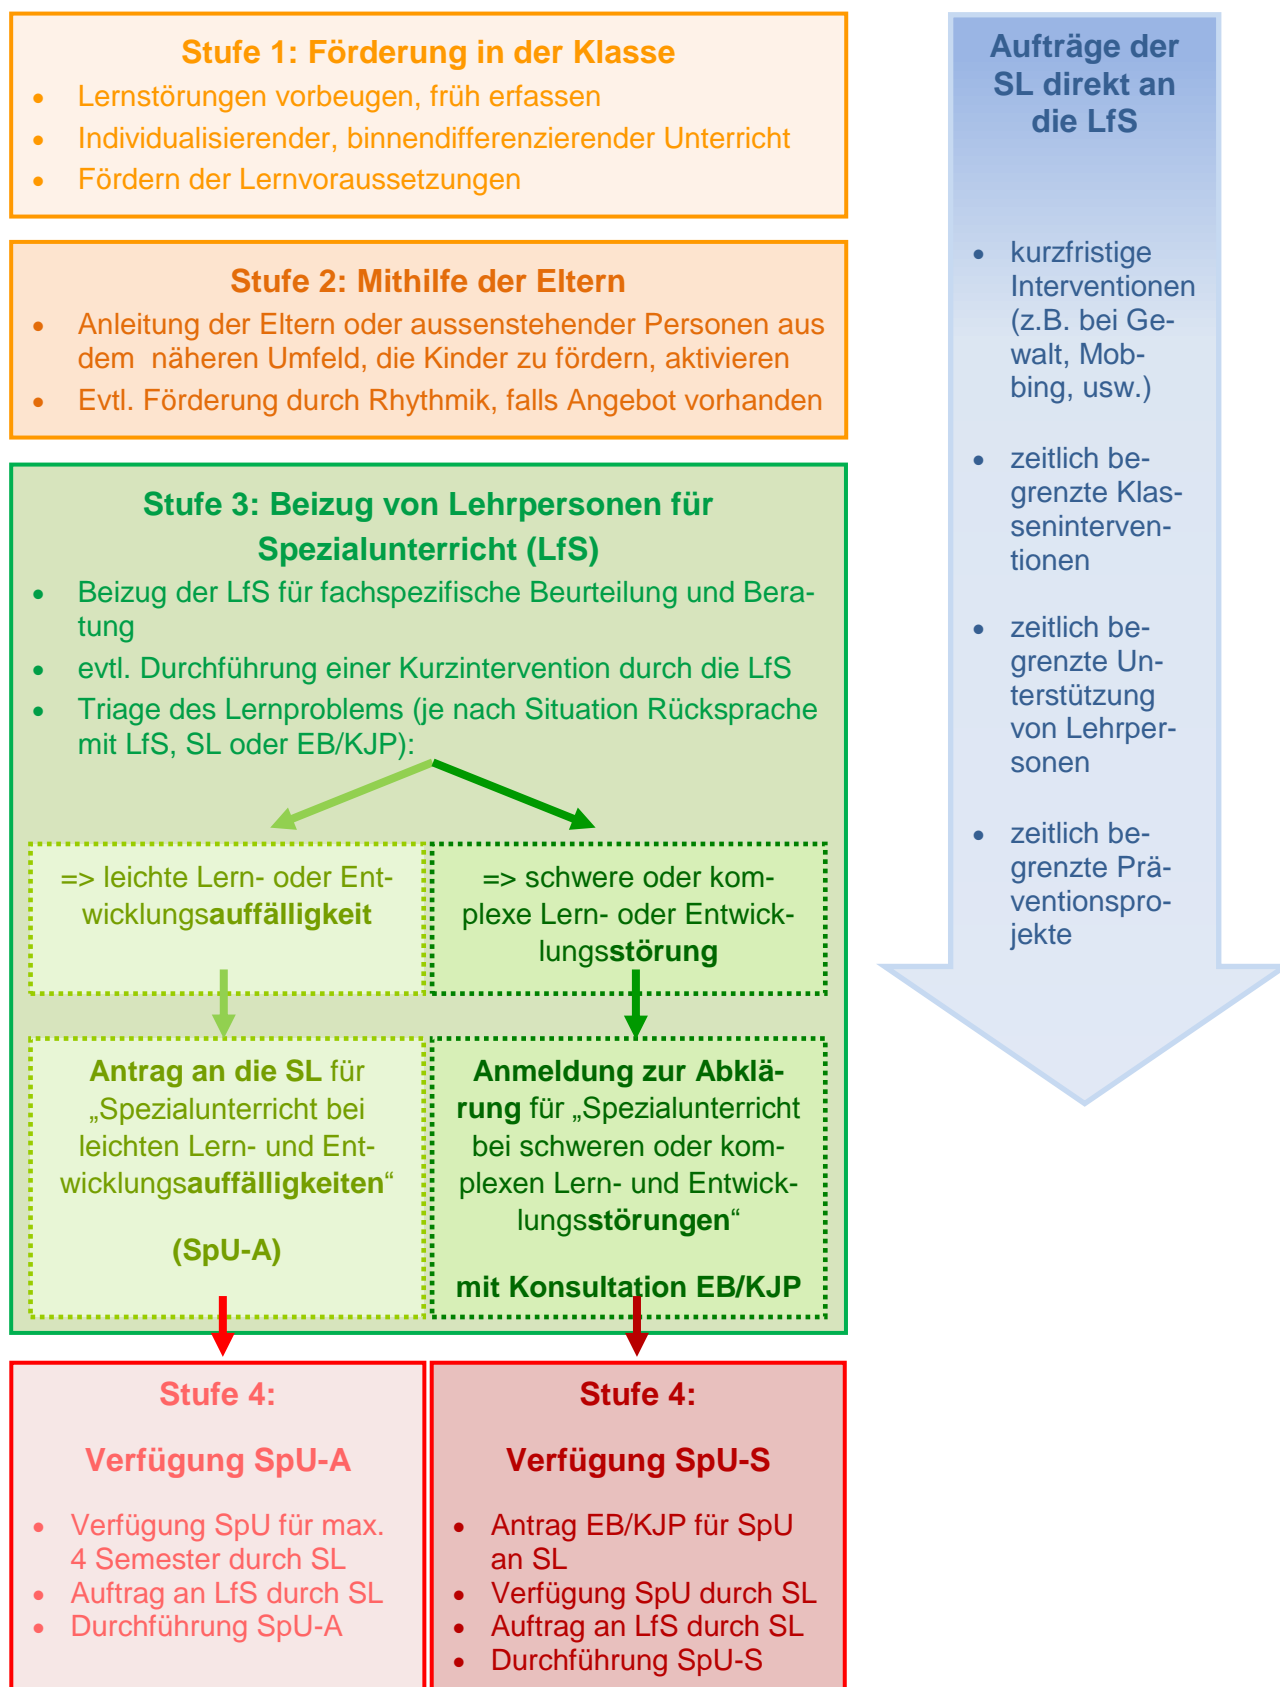 Stufe 1: Förderung in der Klasse
• Lernstörungen vorbeugen, früh erfassen
• Individualisierender, binnendifferenzierender Unterricht
• Fördern der Lernvoraussetzungen
Stufe 2: Mithilfe der Eltern
• Anleitung der Eltern oder aussenstehender Personen aus
dem näheren Umfeld, die Kinder zu fördern, aktivieren
• Evtl. Förderung durch Rhythmik, falls Angebot vorhanden
Stufe 3: Beizug von Lehrpersonen für
Spezialunterricht (LfS)
• Beizug der LfS für fachspezifische Beurteilung und Bera-
tung
• evtl. Durchführung einer Kurzintervention durch die LfS
• Triage des Lernproblems (je nach Situation Rücksprache
mit LfS, SL oder EB/KJP):
=> leichte Lern- oder Ent-
wicklungsauffälligkeit
=> schwere oder kom-
plexe Lern- oder Entwick-
lungsstörung
Antrag an die SL für
„Spezialunterricht bei
leichten Lern- und Ent-
wicklungsauffälligkeiten“
(SpU-A)
Anmeldung zur Abklä-
rung für „Spezialunterricht
bei schweren oder kom-
plexen Lern- und Entwick-
lungsstörungen“
mit Konsultation EB/KJP
Stufe 4:
Verfügung SpU-A
• Verfügung SpU für max.
4 Semester durch SL
• Auftrag an LfS durch SL
• Durchführung SpU-A
Stufe 4:
Verfügung SpU-S
• Antrag EB/KJP für SpU
an SL
• Verfügung SpU durch SL
• Auftrag an LfS durch SL
• Durchführung SpU-S
Aufträge der
SL direkt an
die LfS
• kurzfristige
Interventionen
(z.B. bei Ge-
walt, Mob-
bing, usw.)
• zeitlich be-
grenzte Klas-
seninterven-
tionen
• zeitlich be-
grenzte Un-
terstützung
von Lehrper-
sonen
• zeitlich be-
grenzte Prä-
ventionspro-
jekte